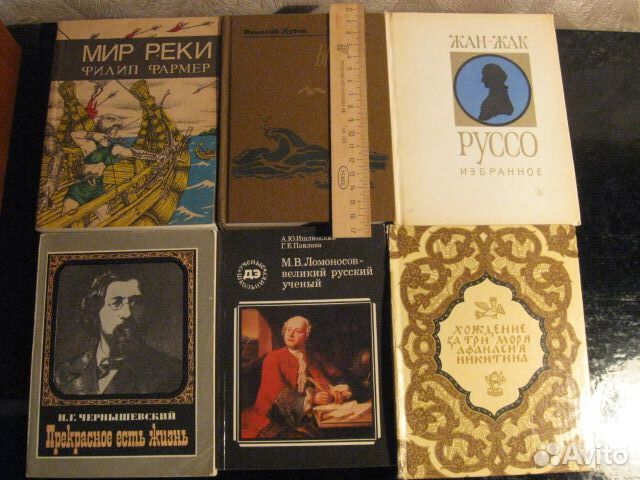 МИР РЕКИ
ФИЛИП ФАРМЕР
Николай Дубов
ЖАН-ЖАК
РУССО
ИЗБРАННОЕ
Н.Г. ЧЕРНЫШЕВСКИЙ
Прекрасное есть жизнь
А.Ю.Ишлинский
Г.Е.Павлова
ДЭ
М.В.Ломоносов-
великий русский
ученый
ХОЖДЕНИЕ
ЗА ТРИ МОРЯ
АФАНАСИЯ
НИКИТИНА
Avito